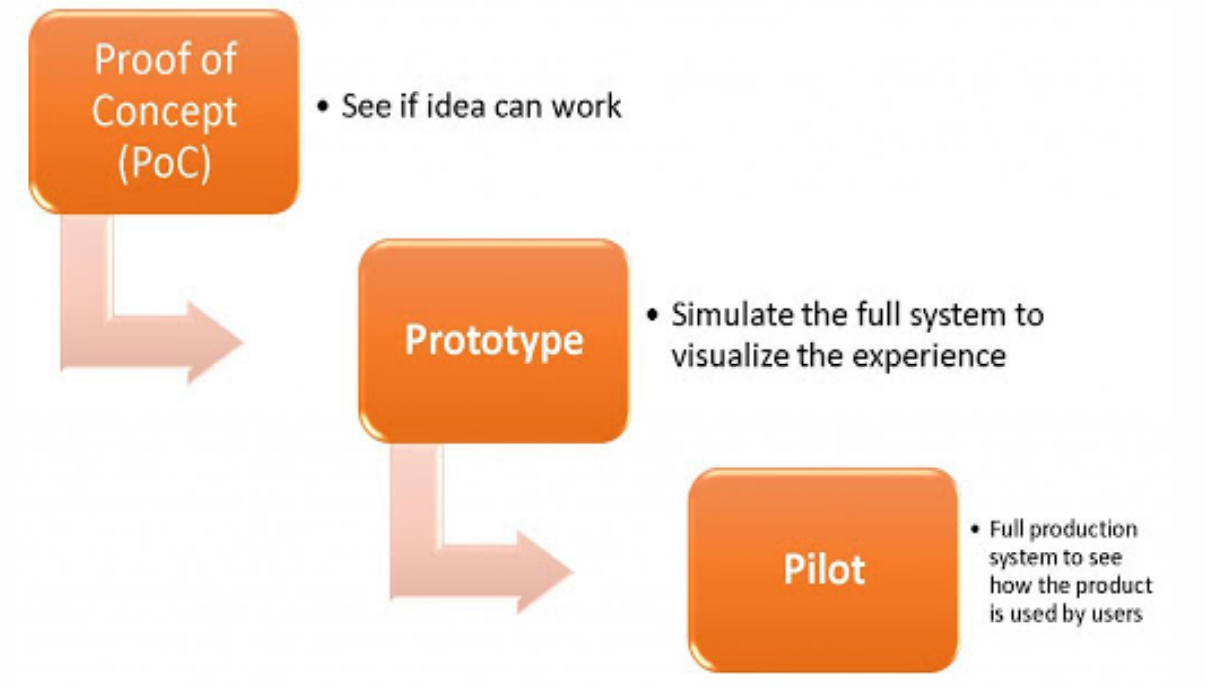 Proof of
Concept
(PoC)
• See if idea can work
Prototype
• Simulate the full system to
visualize the experience
Pilot
• Full production
system to see
how the product
is used by users